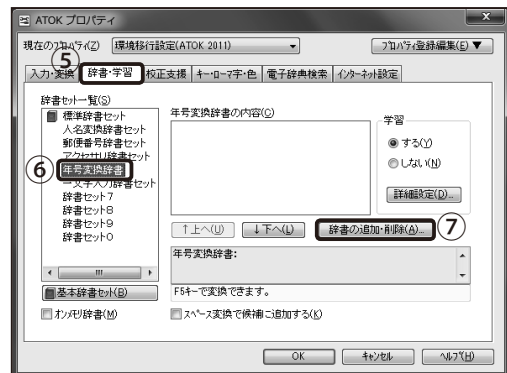 ATOK プロパティ
現在のプロパティ(Z) 環境移行設定(ATOK 2011) プロパティ登録編集(E) ▼
⑤
入力・変換 辞書・学習 校正支援 キー・ローマ字・色 電子辞典検索 インターネット設定
辞書セット一覧(S)
標準辞書セット
人名変換辞書セット
郵便番号辞書セット
アクセサリ辞書セット
⑥ 年号変換辞書
一文字入力辞書セット
辞書セット7
辞書セット8
辞書セット9
辞書セット0
基本辞書セット(B)
オンメモリ辞書(M)
年号変換辞書の内容(C)
↑上へ(U) ↓下へ(L) 辞書の追加・削除(A)... ⑦
年号変換辞書:
F5キーで変換できます。
スペース変換で候補に追加する(K)
学習
する(Y)
しない(N)
詳細設定(D)...
OK キャンセル ヘルプ(H)